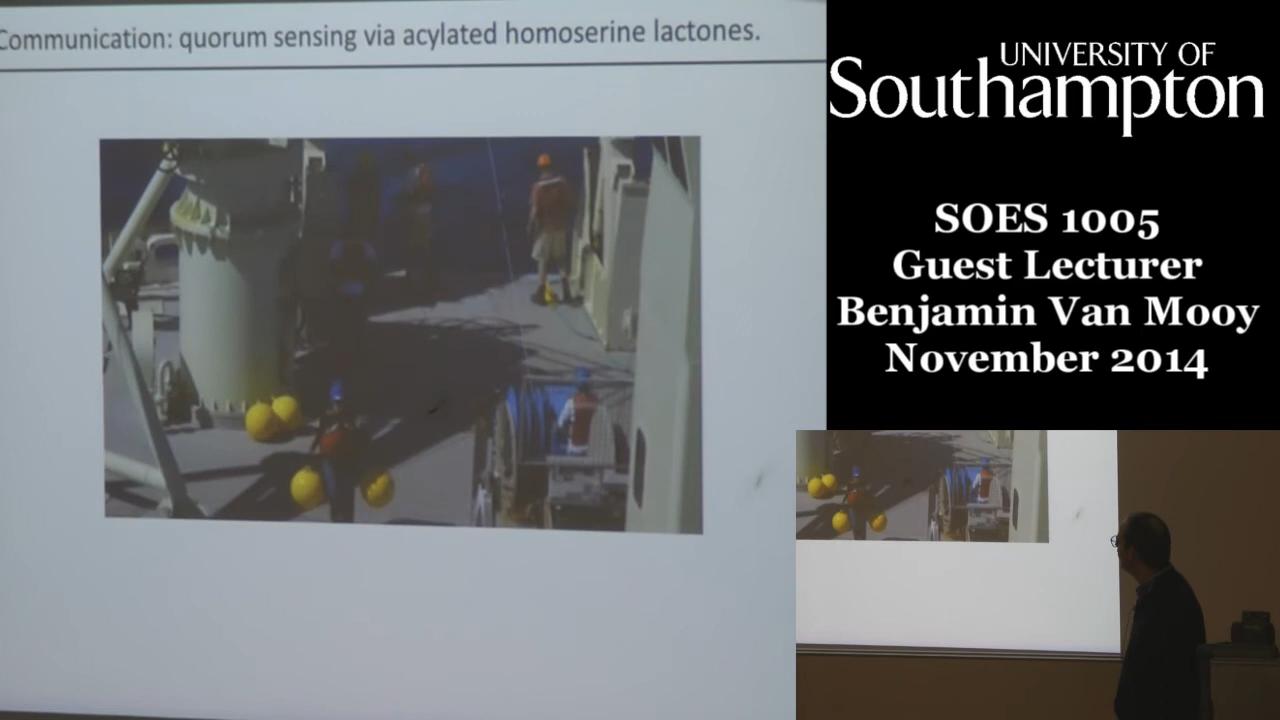 Communication: quorum sensing via acylated homoserine lactones.
UNIVERSITY OF
Southampton
SOES 1005
Guest Lecturer
Benjamin Van Mooy
November 2014